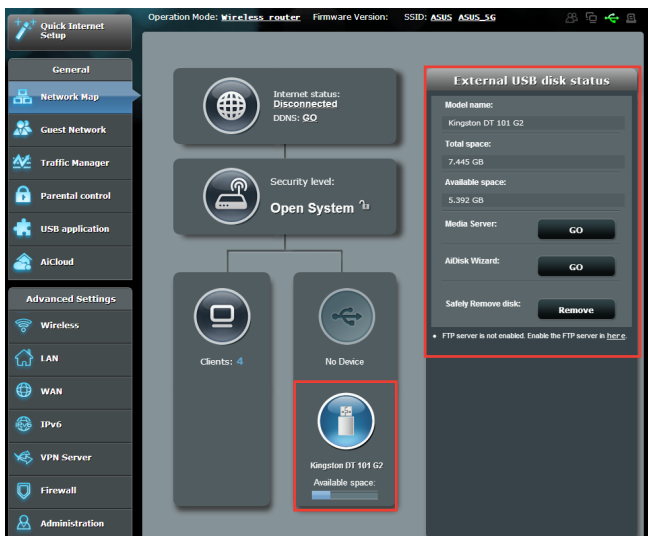 Quick Internet
Setup
Operation Mode: Wireless router Firmware Version: SSID: ASUS ASUS_5G
General
Network Map
Guest Network
Traffic Manager
Parental control
USB application
AiCloud
Advanced Settings
Wireless
LAN
WAN
IPv6
VPN Server
Firewall
Administration
Internet status:
Disconnected
DDNS: GO
Security level:
Open System
Clients: 4
No Device
Kingston DT 101 G2
Available space:
External USB disk status
Model name:
Kingston DT 101 G2
Total space:
7.445 GB
Available space:
5.392 GB
Media Server: GO
AiDisk Wizard: GO
Safely Remove disk: Remove
• FTP server is not enabled. Enable the FTP server in here.